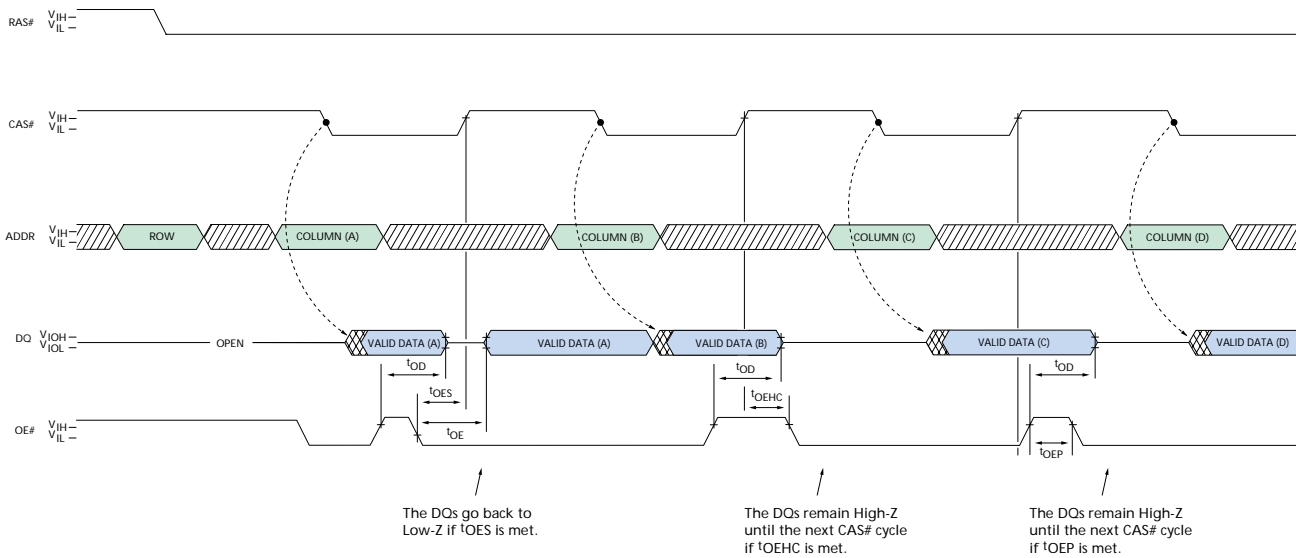 RAS# VIH VIL
CAS# VIH VIL
ADDR VIH VIL ROW COLUMN (A) COLUMN (B) COLUMN (C) COLUMN (D)
DQ VIOH VIOL OPEN VALID DATA (A) VALID DATA (A) VALID DATA (B) VALID DATA (C) VALID DATA (D)
tOD tOD tOD
tOES tOEHC
OE# VIH VIL tOE tOEP
The DQs go back to
Low-Z if tOES is met.
The DQs remain High-Z
until the next CAS# cycle
if tOEHC is met.
The DQs remain High-Z
until the next CAS# cycle
if tOEP is met.